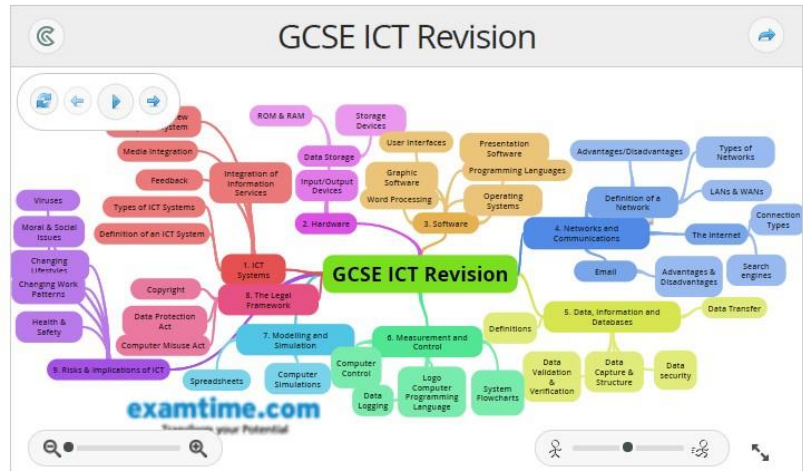 GCSE ICT Revision
ew
ystem
Media Integration
Feedback
Types of ICT Systems
Definition of an ICT System
Integration of
Information
Services
1. ICT
Systems
ROM & RAM
Storage
Devices
Data Storage
Input/Output
Devices
2. Hardware
User Interfaces
Presentation
Software
Graphic
Software
Programming Languages
Word Processing
Operating
Systems
3. Software
Advantages/Disadvantages
Types of
Networks
Definition of a
Network
LANs & WANs
4. Networks and
Communications
The Internet
Connection
Types
Search
engines
Email
Advantages &
Disadvantages
GCSE ICT Revision
Viruses
Moral & Social
Issues
Changing
Lifestyles
Changing Work
Patterns
Health &
Safety
9. Risks & Implications of ICT
Copyright
Data Protection
Act
Computer Misuse Act
8. The Legal
Framework
7. Modelling and
Simulation
Spreadsheets
Computer
Simulations
6. Measurement and
Control
Computer
Control
Data
Logging
Logo
Computer
Programming
Language
System
Flowcharts
5. Data, Information and
Databases
Data Transfer
Definitions
Data
Validation
&
Verification
Data
Capture &
Structure
Data
security
examtime.com
Transform your Potential